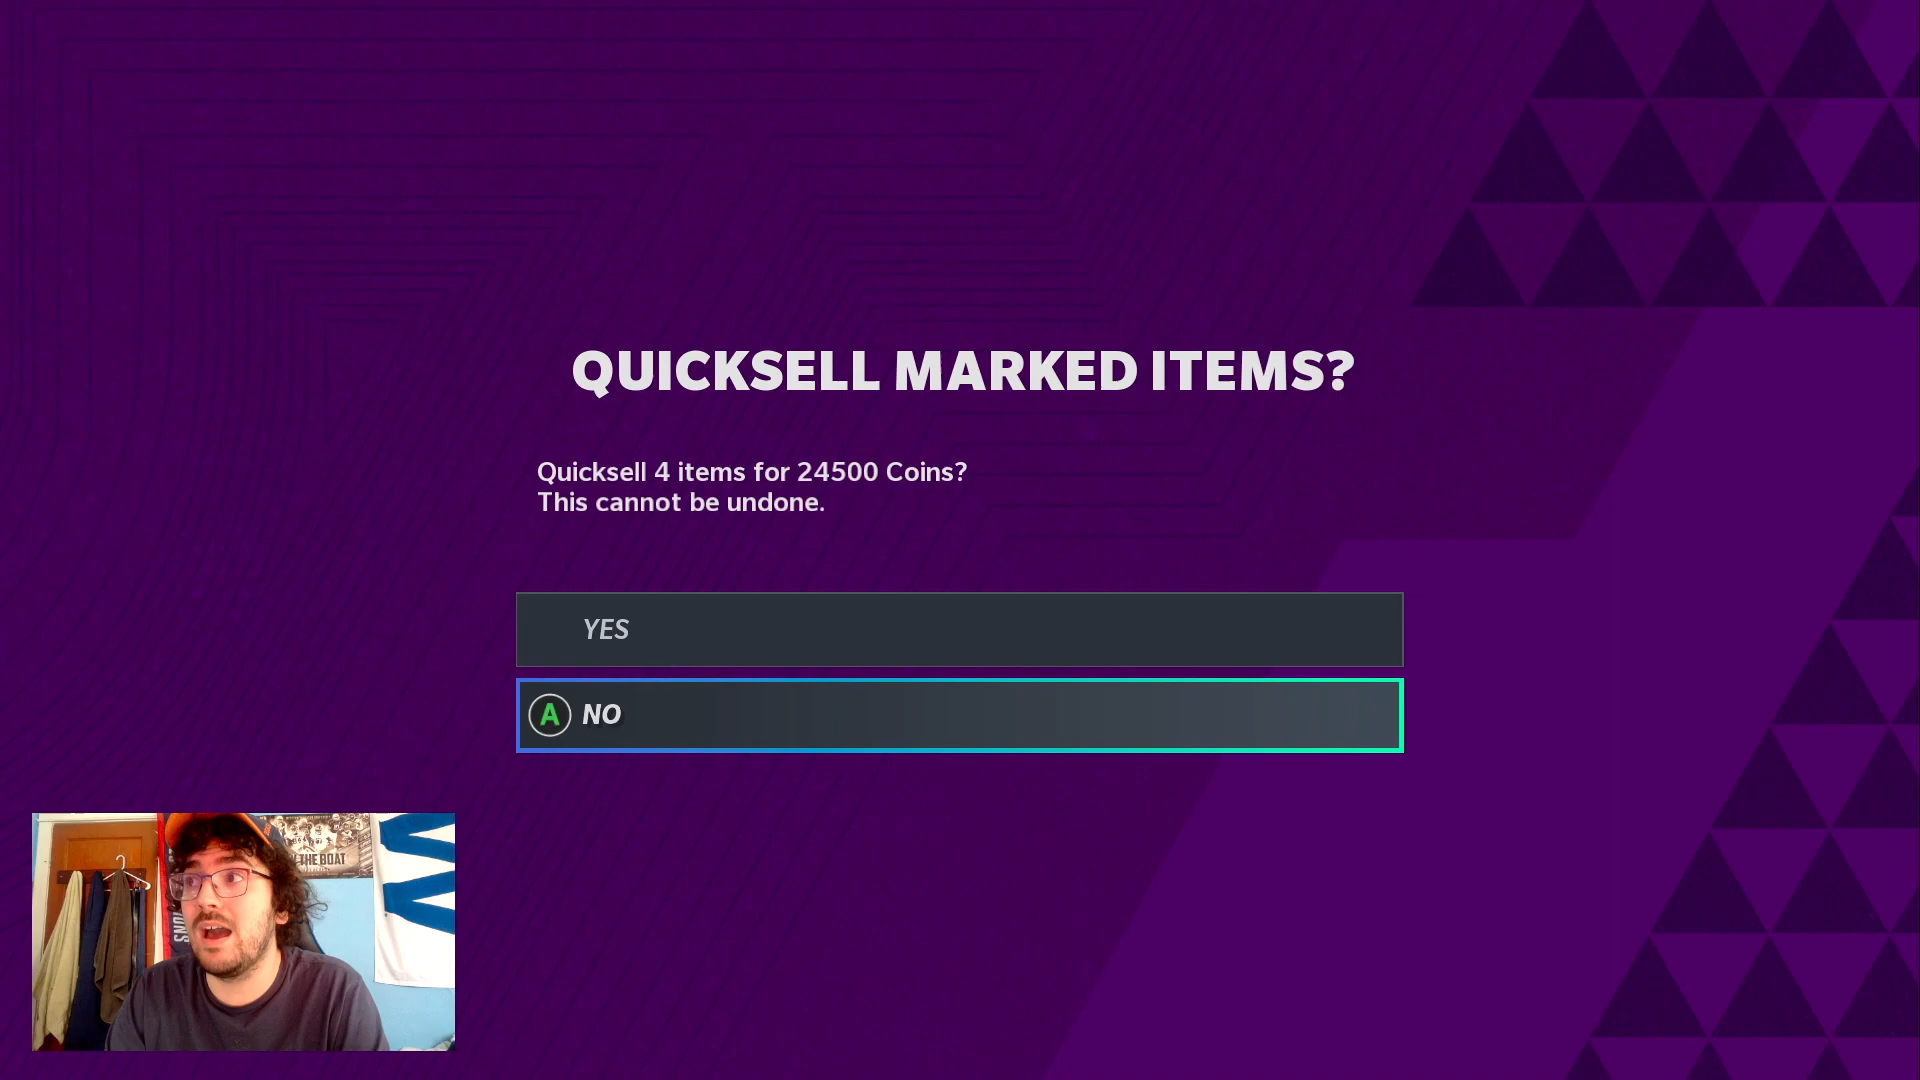 QUICKSELL MARKED ITEMS?
Quicksell 4 items for 24500 Coins?
This cannot be undone.
YES
A NO
THE BOAT